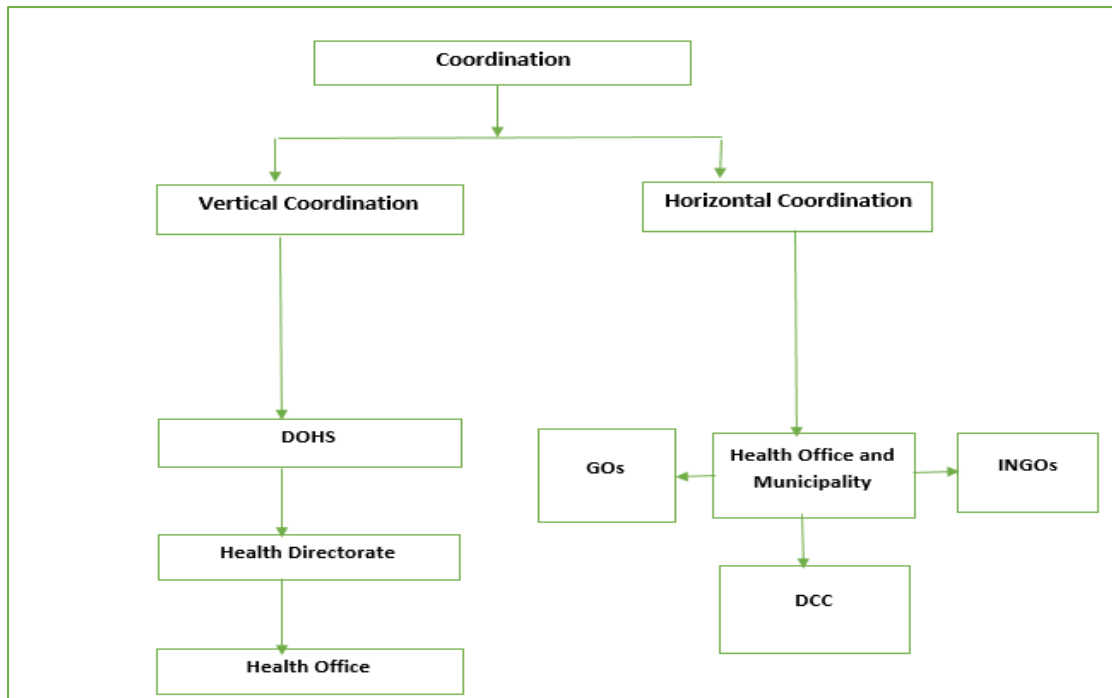 Coordination
Vertical Coordination
Horizontal Coordination
DOHS
GOs
Health Office and
Municipality
INGOs
Health Directorate
DCC
Health Office